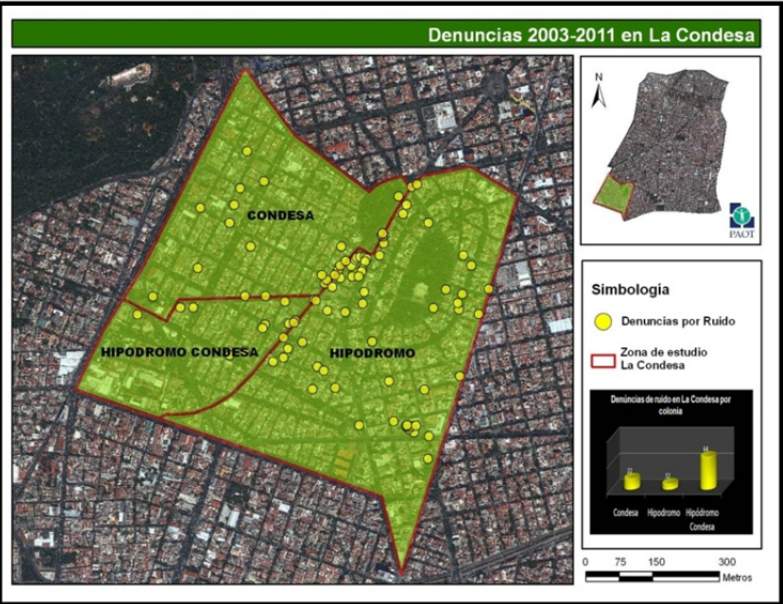 Denuncias 2003-2011 en La Condesa
CONDESA
HIPODROMO CONDESA
HIPODROMO
N
PAOT
Simbología
Denuncias por Ruido
Zona de estudio
La Condesa
Denúncias de ruido en La Condesa por
colonia
Condesa
Hipodromo
Hipódromo
Condesa
0 75 150 300
Metros